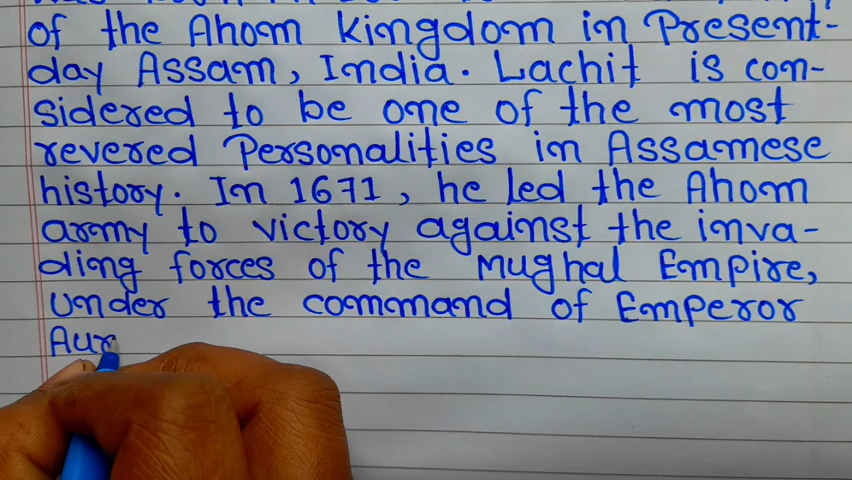 of the Ahom kingdom in Present-
day Assam, India. Lachit is con-
sidered to be one of the most
revered Personalities in Assamese
history. In 1671, he led the Ahom
army to victory against the inva-
ding forces of the Mughal Empire,
under the command of Emperor
Aur